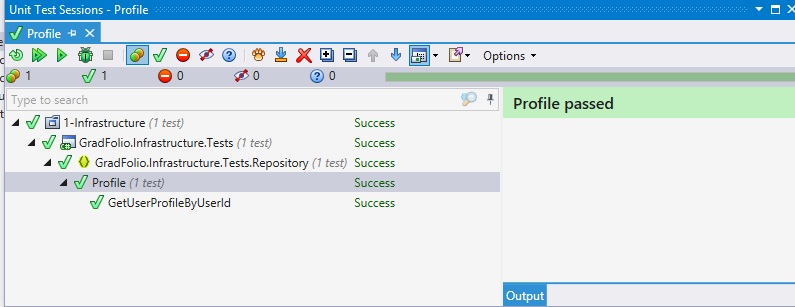 Unit Test Sessions - Profile
Profile
Options
1 1 0 0 0
Type to search
Profile passed
1-Infrastructure (1 test) Success
GradFolio.Infrastructure.Tests (1 test) Success
GradFolio.Infrastructure.Tests.Repository (1 test) Success
Profile (1 test) Success
GetUserProfileByUserId Success
Output